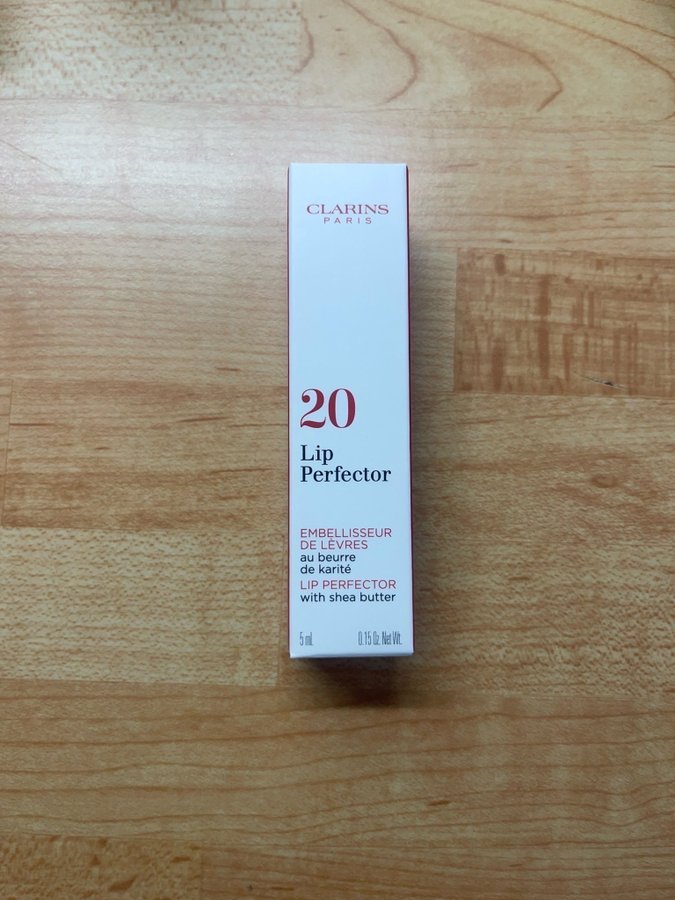 CLARINS
PARIS
20
Lip
Perfector
EMBELLISSEUR
DE LÈVRES
au beurre
de karité
LIP PERFECTOR
with shea butter
5 mL 0.15 Oz. Net Wt.